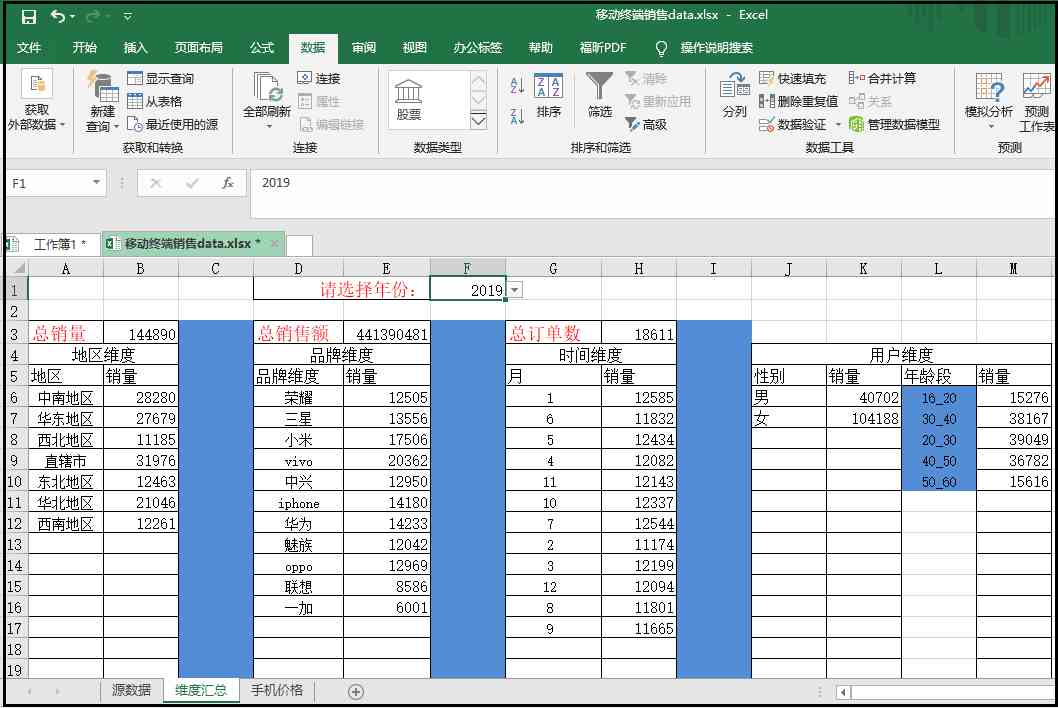 移动终端销售data.xlsx - Excel
文件 开始 插入 页面布局 公式 数据 审阅 视图 办公标签 帮助 福昕PDF 操作说明搜索
获取
外部数据
新建
查询
显示查询
从表格
最近使用的源
获取和转换
全部刷新
连接
属性
编辑链接
连接
股票
数据类型
排序
筛选
清除
重新应用
高级
排序和筛选
分列
快速填充
删除重复值
数据验证
合并计算
关系
管理数据模型
数据工具
模拟分析
预测
工作表
预测
F1 fx 2019
工作簿1 * 移动终端销售data.xlsx *
A B C D E F G H I J K L M
1 请选择年份： 2019
2
3 总销量 144890 总销售额 441390481 总订单数 18611
4 地区维度 品牌维度 时间维度 用户维度
5 地区 销量 品牌维度 销量 月 销量 性别 销量 年龄段 销量
6 中南地区 28280 荣耀 12505 1 12585 男 40702 16_20 15276
7 华东地区 27679 三星 13556 6 11832 女 104188 30_40 38167
8 西北地区 11185 小米 17506 5 12434 20_30 39049
9 直辖市 31976 vivo 20362 4 12082 40_50 36782
10 东北地区 12463 中兴 12950 11 12143 50_60 15616
11 华北地区 21046 iphone 14180 10 12337
12 西南地区 12261 华为 14233 7 12544
13 魅族 12042 2 11174
14 oppo 12969 3 12199
15 联想 8586 12 12094
16 一加 6001 8 11801
17 9 11665
18
19
源数据 维度汇总 手机价格